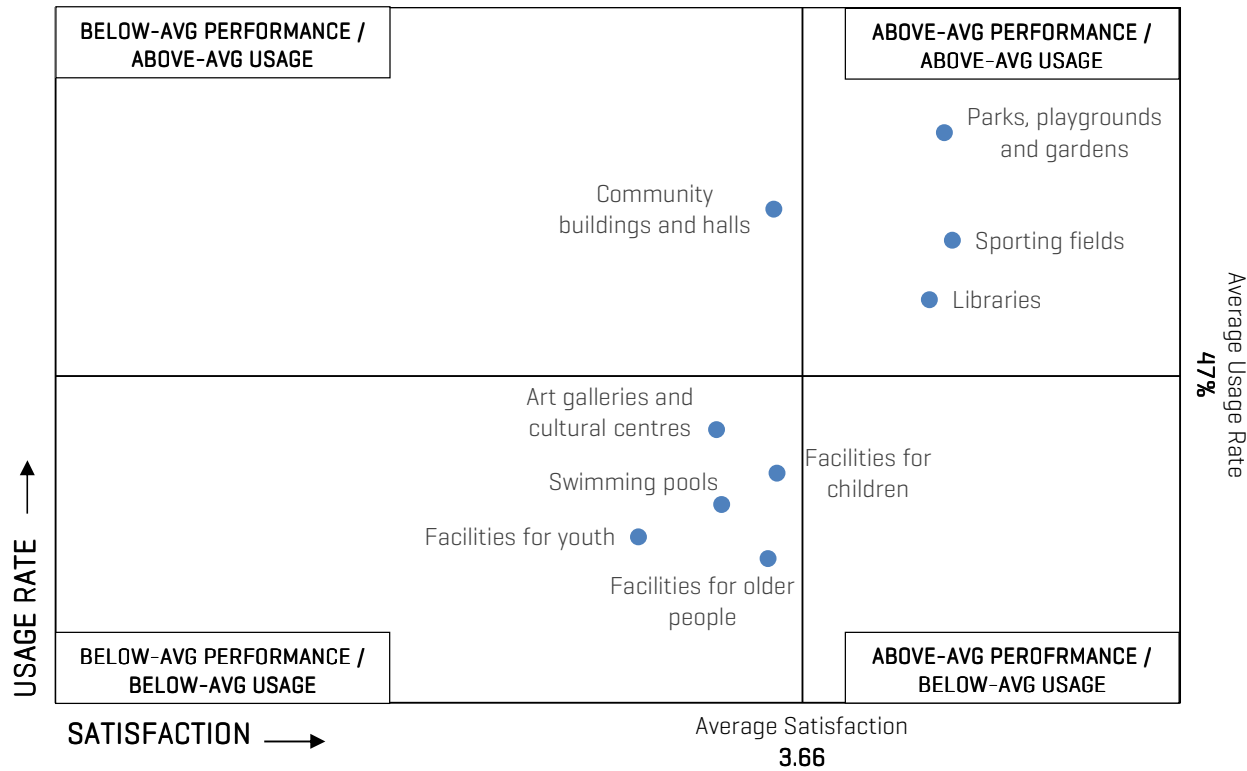 BELOW-AVG PERFORMANCE /
ABOVE-AVG USAGE
ABOVE-AVG PERFORMANCE /
ABOVE-AVG USAGE
Parks, playgrounds
and gardens
Community
buildings and halls
Sporting fields
Libraries
Average Usage Rate
47%
Art galleries and
cultural centres
Facilities for
children
Swimming pools
Facilities for youth
Facilities for older
people
USAGE RATE
BELOW-AVG PERFORMANCE /
BELOW-AVG USAGE
ABOVE-AVG PEROFRMANCE /
BELOW-AVG USAGE
SATISFACTION
Average Satisfaction
3.66